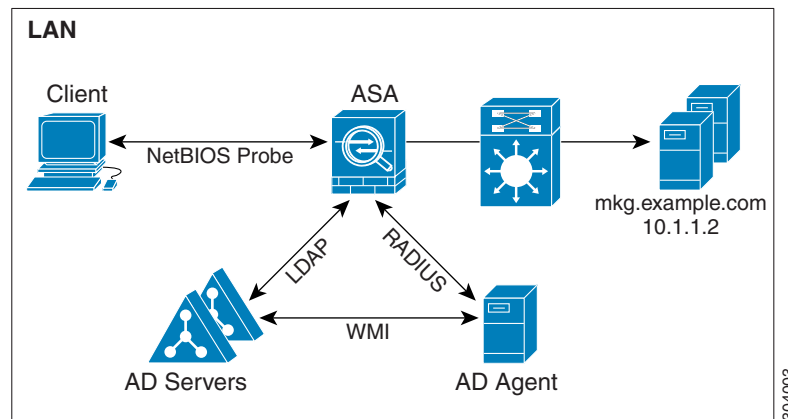 LAN
Client
ASA
NetBIOS Probe
mkg.example.com
10.1.1.2
LDAP
RADIUS
WMI
AD Servers
AD Agent
304003